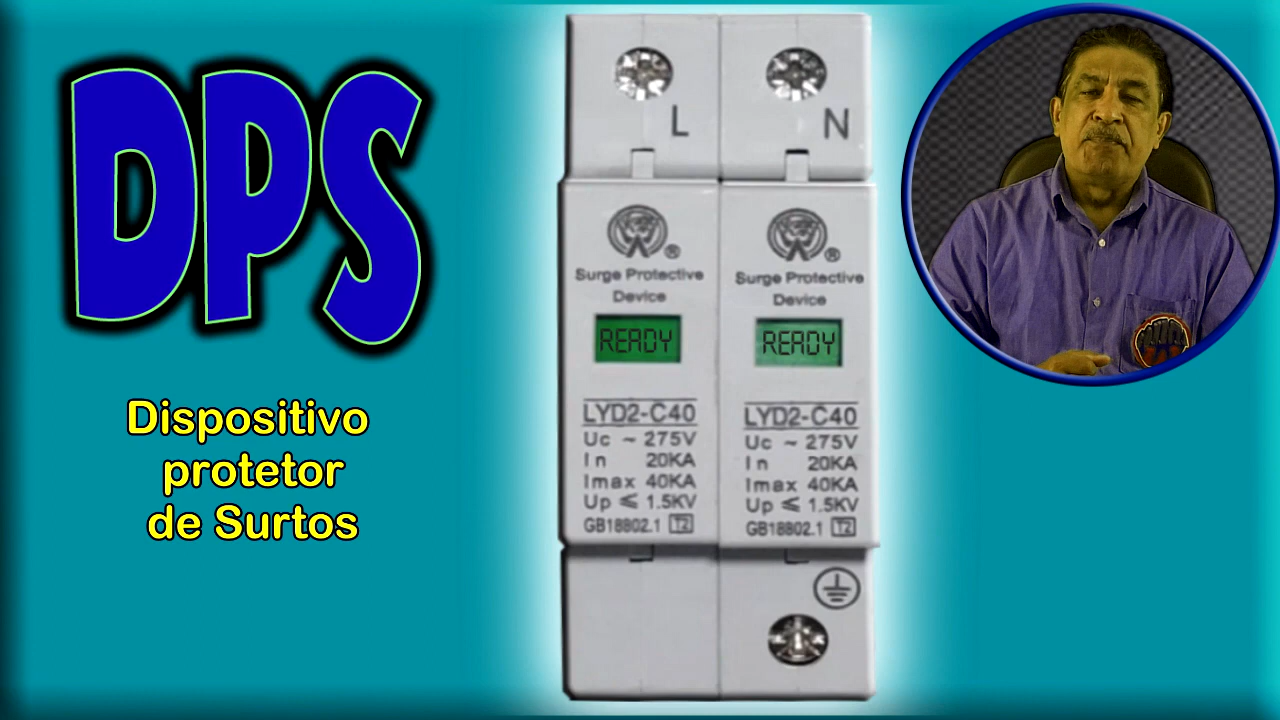 DPS
Dispositivo
protetor
de Surtos
L
N
®
®
Surge Protective
Device
READY
LYD2-C40
Uc ~ 275V
In 20KA
Imax 40KA
Up ≤ 1.5KV
GB18802.1 T2
Surge Protective
Device
READY
LYD2-C40
Uc ~ 275V
In 20KA
Imax 40KA
Up ≤ 1.5KV
GB18802.1 T2